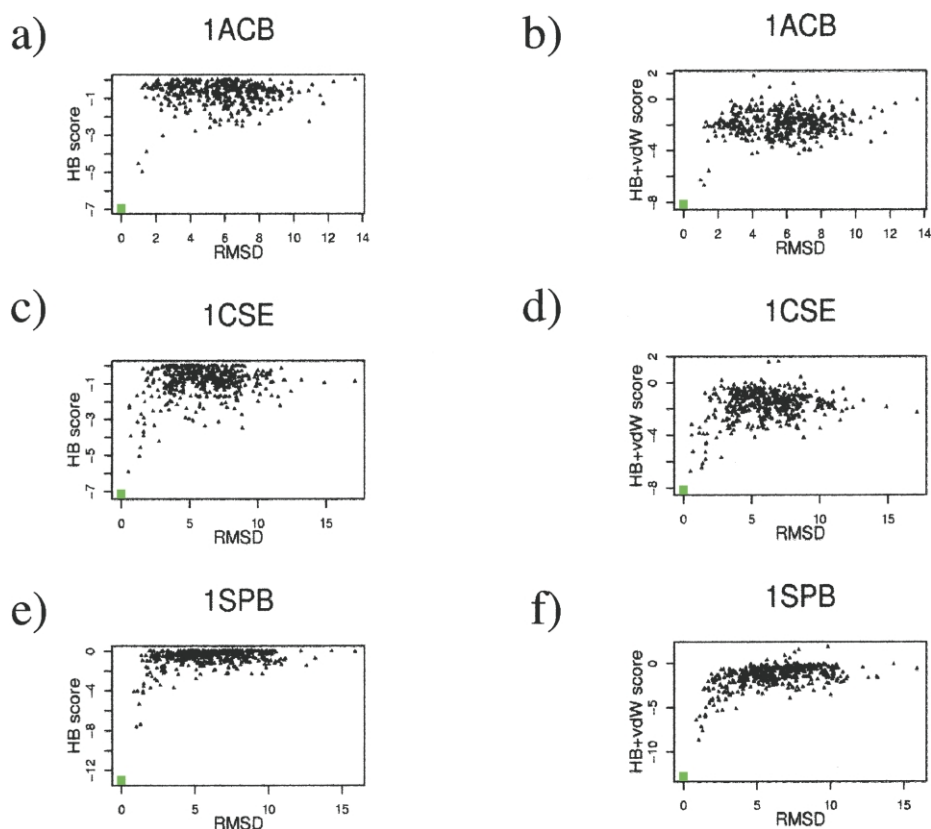 a)
1ACB
HB score
-1
-3
-5
-7
0 2 4 6 8 10 12 14
RMSD
b)
1ACB
HB+vdW score
2
0
-4
-8
0 2 4 6 8 10 12 14
RMSD
c)
1CSE
HB score
-1
-3
-5
-7
0 5 10 15
RMSD
d)
1CSE
HB+vdW score
2
0
-4
-8
0 5 10 15
RMSD
e)
1SPB
HB score
0
-4
-8
-12
0 5 10 15
RMSD
f)
1SPB
HB+vdW score
0
-5
-10
0 5 10 15
RMSD